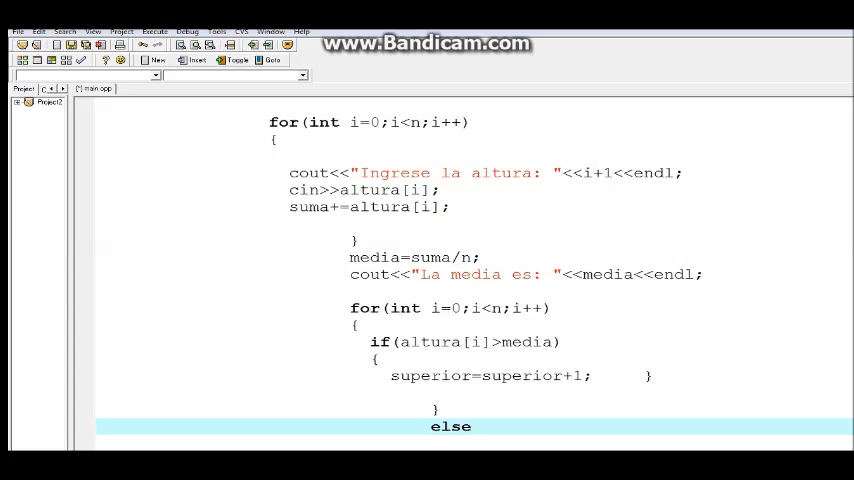 File Edit Search View Project Execute Debug Tools CVS Window Help
www.Bandicam.com
New Insert Toggle Goto
Project C [*] main.cpp
Project2
for(int i=0;i<n;i++)
{
cout<<"Ingrese la altura: "<<i+1<<endl;
cin>>altura[i];
suma+=altura[i];
}
media=suma/n;
cout<<"La media es: "<<media<<endl;
for(int i=0;i<n;i++)
{
if(altura[i]>media)
{
superior=superior+1; }
}
else